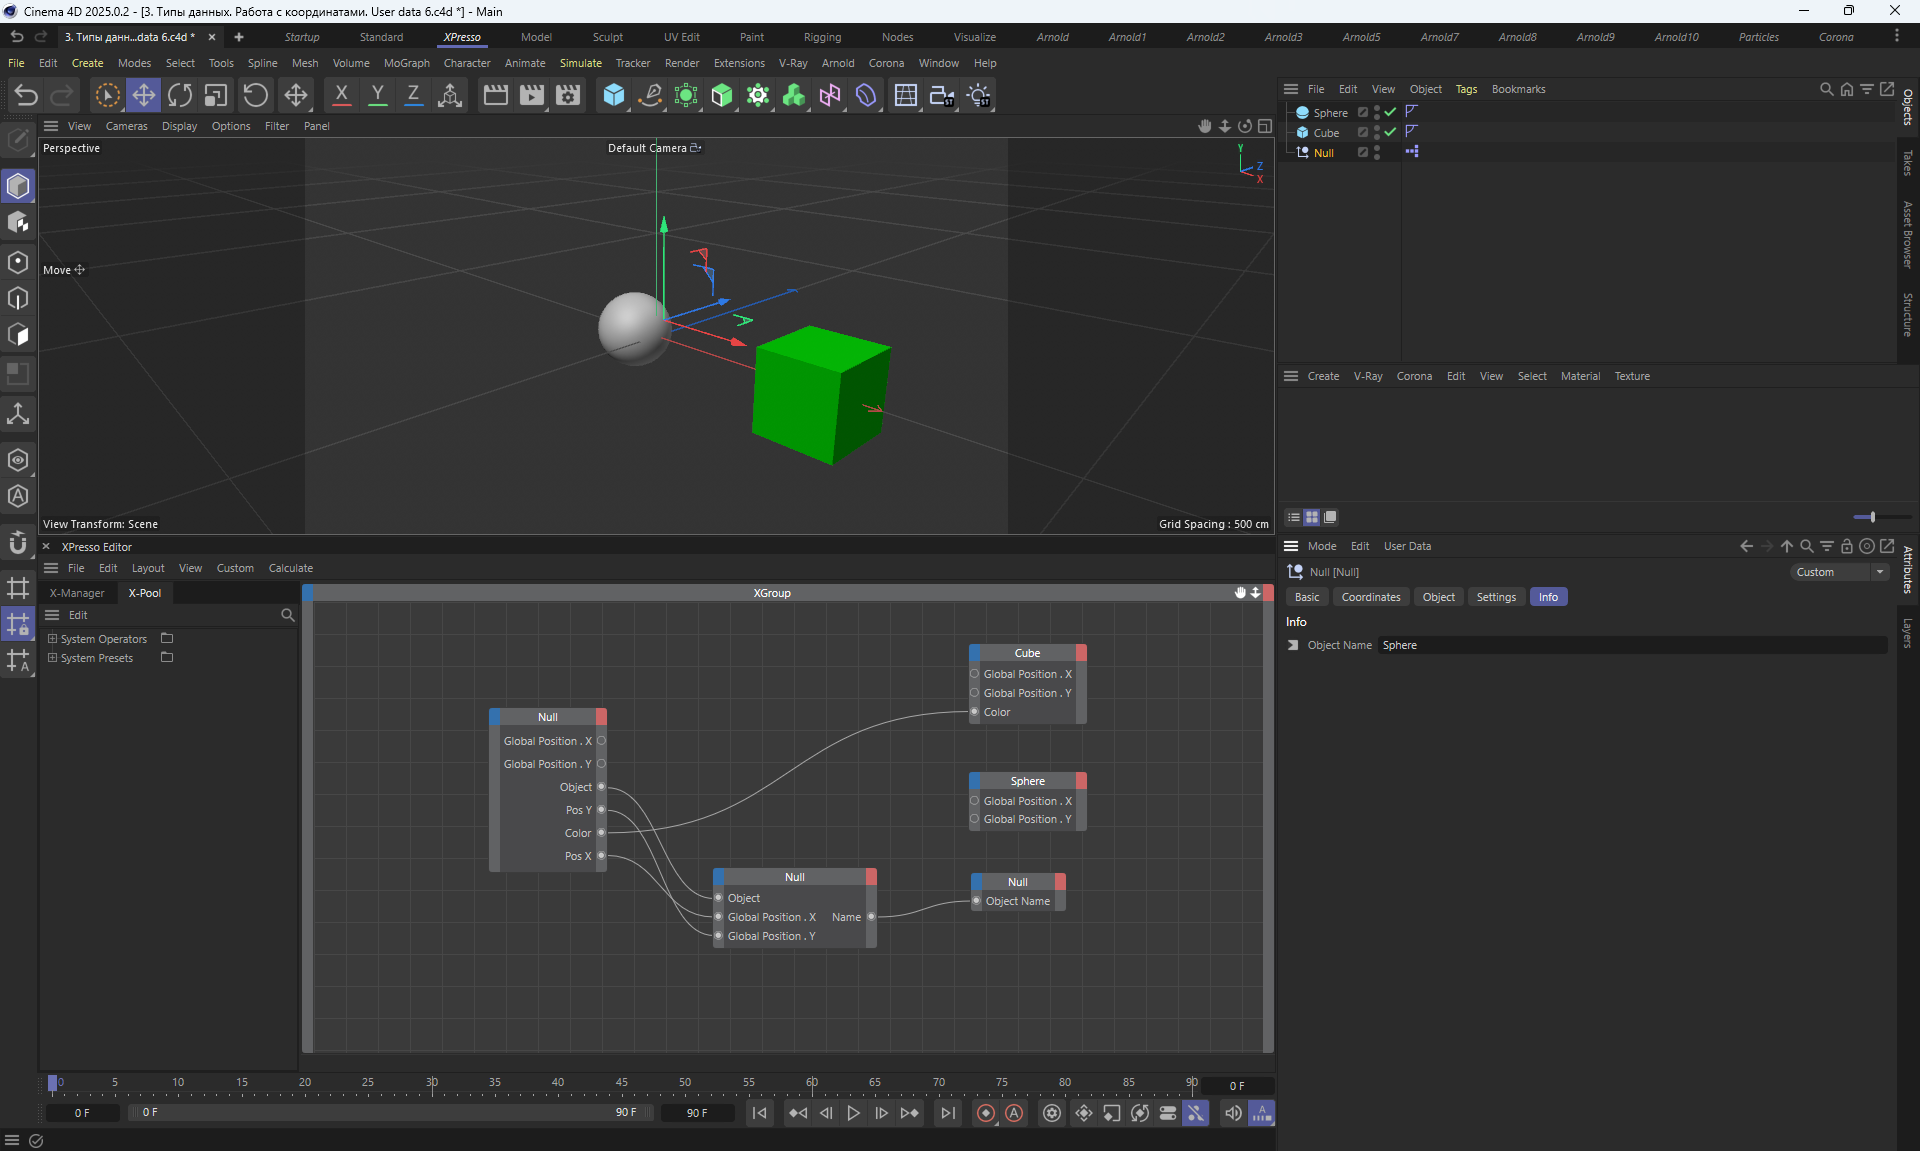 Cinema 4D 2025.0.2 - [3. Типы данных. Работа с координатами. User data 6.c4d *] - Main
3. Типы данн...data 6.c4d *
Startup
Standard
XPresso
Model
Sculpt
UV Edit
Paint
Rigging
Nodes
Visualize
Arnold
Arnold1
Arnold2
Arnold3
Arnold5
Arnold7
Arnold8
Arnold9
Arnold10
Particles
Corona
File Edit Create Modes Select Tools Spline Mesh Volume MoGraph Character Animate Simulate Tracker Render Extensions V-Ray Arnold Corona Window Help
X Y Z
ST
ST
View Cameras Display Options Filter Panel
Perspective
Default Camera
Y
Z
X
Move
View Transform: Scene
Grid Spacing : 500 cm
XPresso Editor
File Edit Layout View Custom Calculate
X-Manager
X-Pool
Edit
System Operators
System Presets
XGroup
Null
Global Position . X
Global Position . Y
Object
Pos Y
Color
Pos X
Null
Object
Global Position . X Name
Global Position . Y
Cube
Global Position . X
Global Position . Y
Color
Sphere
Global Position . X
Global Position . Y
Null
Object Name
0 5 10 15 20 25 30 35 40 45 50 55 60 65 70 75 80 85 90
0 F
0 F
0 F
90 F
90 F
A
A
A
File Edit View Object Tags Bookmarks
Sphere
Cube
Null
Objects
Takes
Asset Browser
Structure
Create V-Ray Corona Edit View Select Material Texture
Mode Edit User Data
Null [Null]
Custom
Basic
Coordinates
Object
Settings
Info
Info
Object Name Sphere
Attributes
Layers